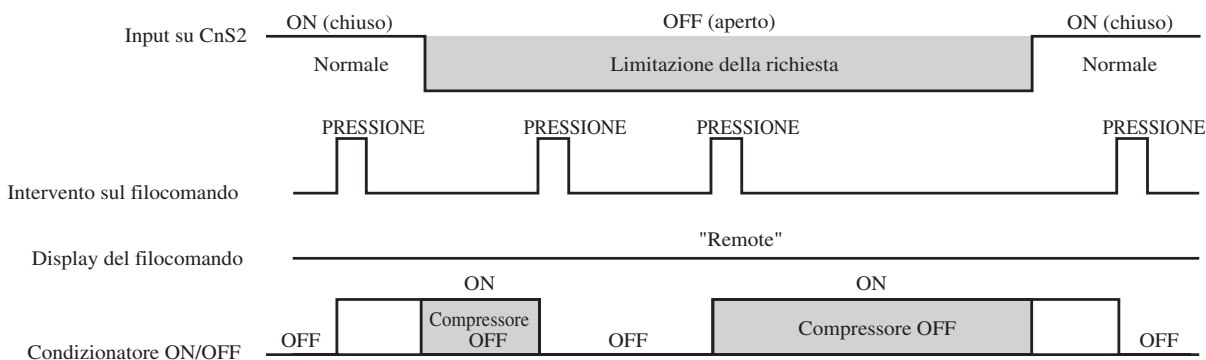 ON (chiuso) OFF (aperto) ON (chiuso)
Input su CnS2
Normale Limitazione della richiesta Normale
PRESSIONE PRESSIONE PRESSIONE PRESSIONE
Intervento sul filocomando
"Remote"
Display del filocomando
ON ON
Compressore OFF Compressore OFF
OFF OFF OFF
Condizionatore ON/OFF